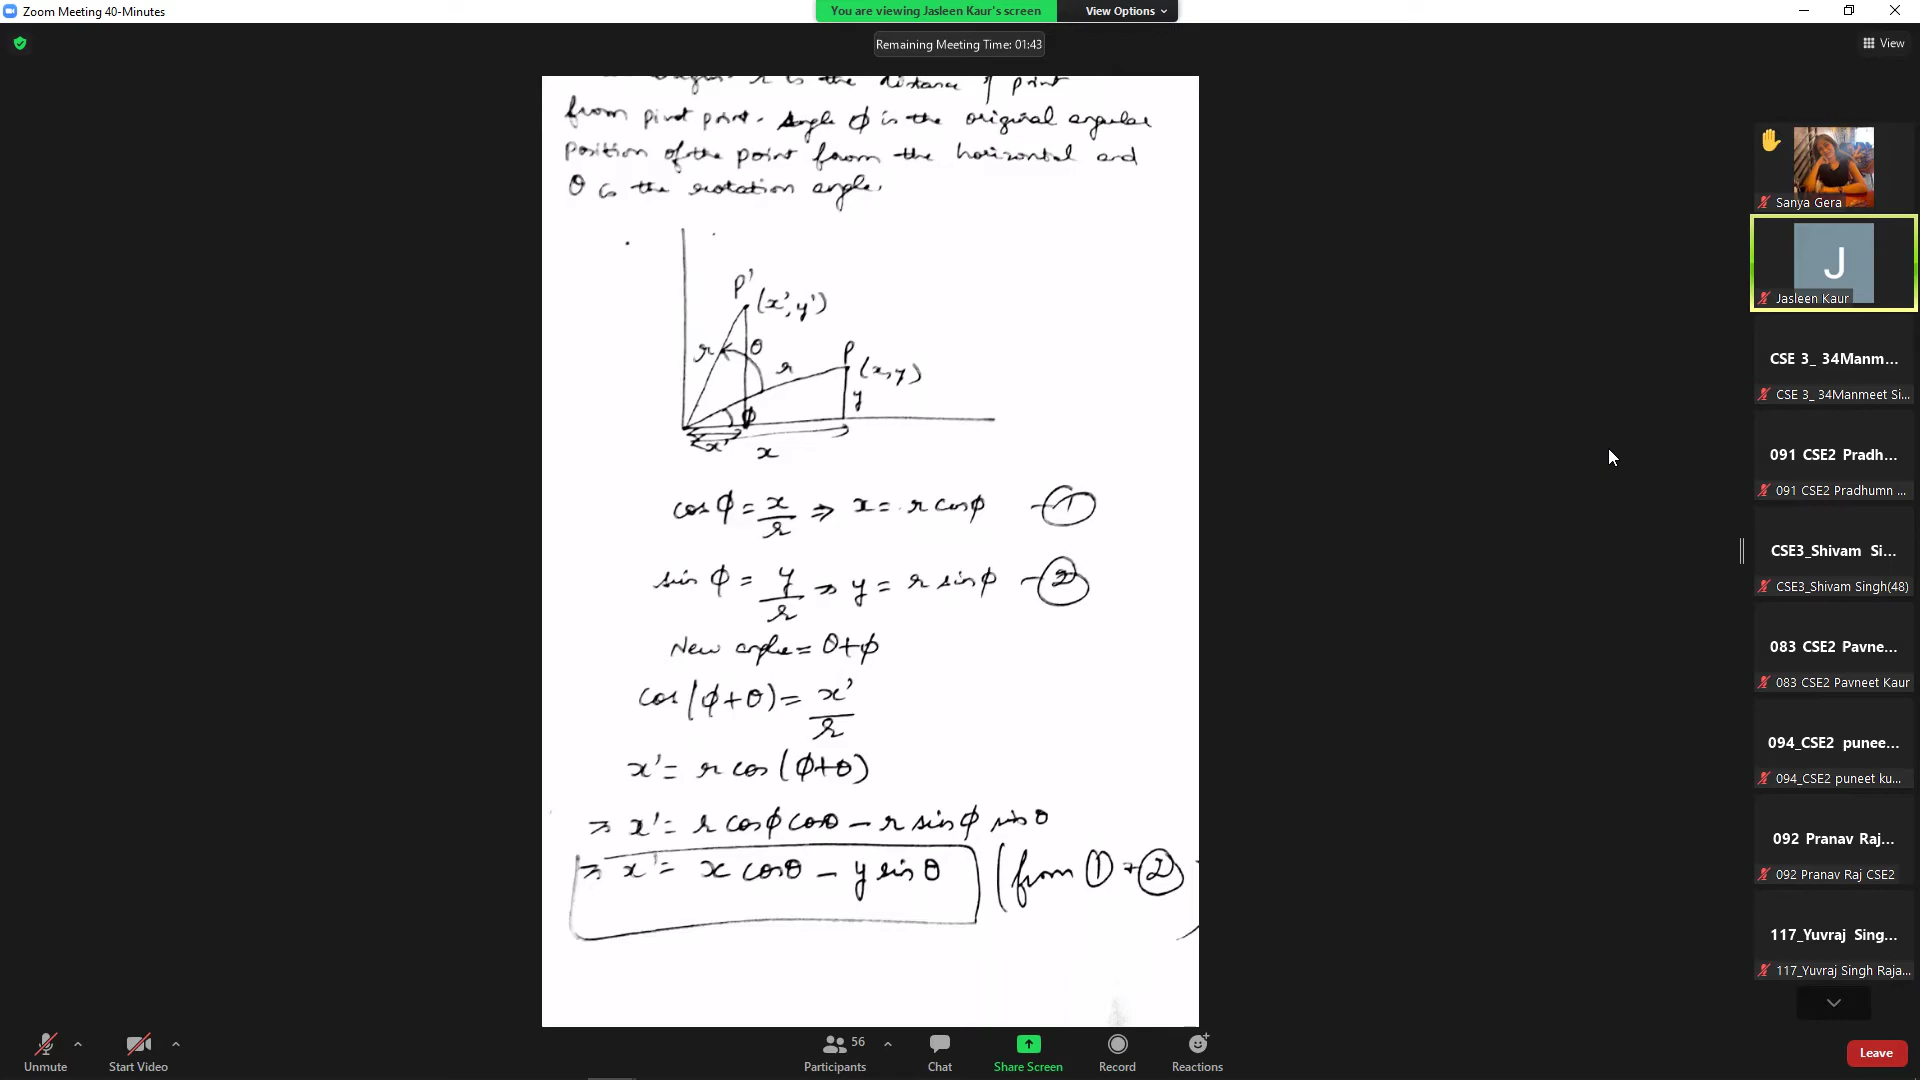 Zoom Meeting 40-Minutes
You are viewing Jasleen Kaur's screen
View Options
Remaining Meeting Time: 01:43
View
r is the distance of point
from pivot point. Angle ϕ is the original angular
position of the point from the horizontal and
θ is the rotation angle.
P'
(x', y')
r
θ
r
P
(x, y)
y
ϕ
x'
x
cos ϕ = x/r ⇒ x = r cos ϕ - ①
sin ϕ = y/r ⇒ y = r sin ϕ - ②
New angle = θ + ϕ
cos (ϕ + θ) = x'/r
x' = r cos (ϕ + θ)
⇒ x' = r cos ϕ cos θ - r sin ϕ sin θ
⇒ x' = x cos θ - y sin θ (from ① + ②
Sanya Gera
J
Jasleen Kaur
CSE 3_ 34Manm...
CSE 3_ 34Manmeet Si...
091 CSE2 Pradh...
091 CSE2 Pradhumn ...
CSE3_Shivam Si...
CSE3_Shivam Singh(48)
083 CSE2 Pavne...
083 CSE2 Pavneet Kaur
094_CSE2 punee...
094_CSE2 puneet ku...
092 Pranav Raj...
092 Pranav Raj CSE2
117_Yuvraj Sing...
117_Yuvraj Singh Raja...
Unmute
Start Video
Participants
56
Chat
Share Screen
Record
Reactions
Leave